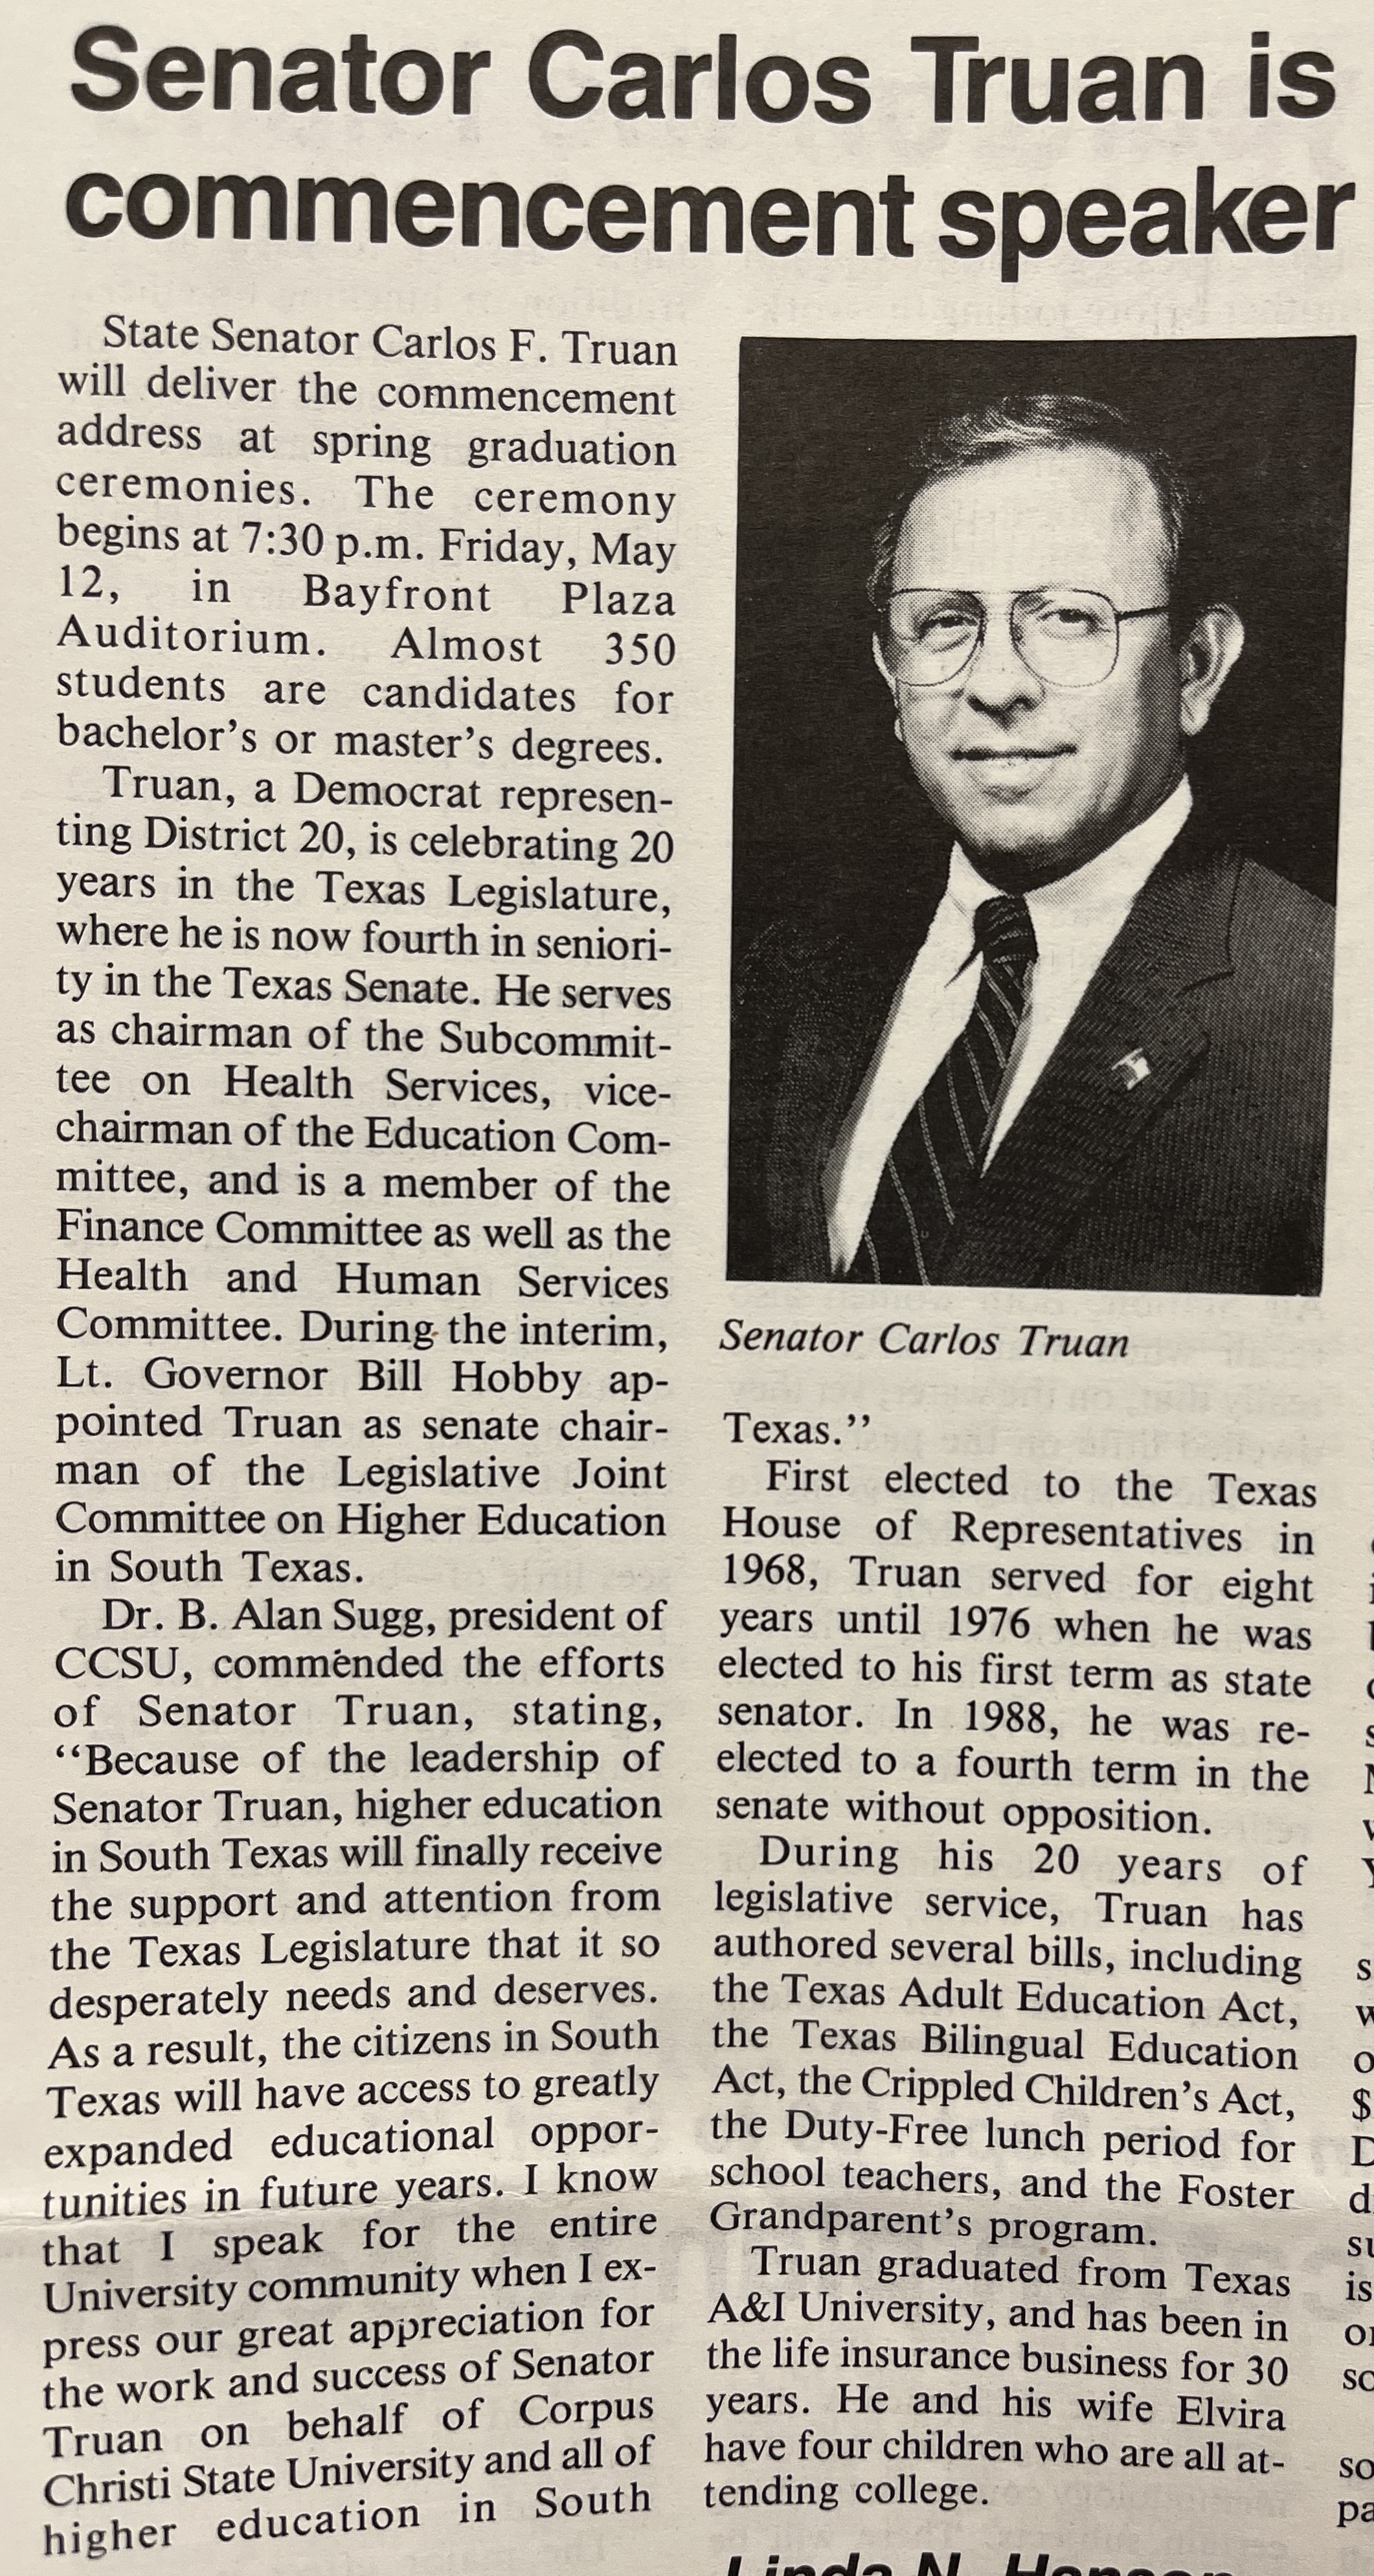 Senator Carlos Truan is
commencement speaker
State Senator Carlos F. Truan
will deliver the commencement
address at spring graduation
ceremonies. The ceremony
begins at 7:30 p.m. Friday, May
12, in Bayfront Plaza
Auditorium. Almost 350
students are candidates for
bachelor's or master's degrees.
Truan, a Democrat represen-
ting District 20, is celebrating 20
years in the Texas Legislature,
where he is now fourth in seniori-
ty in the Texas Senate. He serves
as chairman of the Subcommit-
tee on Health Services, vice-
chairman of the Education Com-
mittee, and is a member of the
Finance Committee as well as the
Health and Human Services
Committee. During the interim,
Lt. Governor Bill Hobby ap-
pointed Truan as senate chair-
man of the Legislative Joint
Committee on Higher Education
in South Texas.
Dr. B. Alan Sugg, president of
CCSU, commended the efforts
of Senator Truan, stating,
‘‘Because of the leadership of
Senator Truan, higher education
in South Texas will finally receive
the support and attention from
the Texas Legislature that it so
desperately needs and deserves.
As a result, the citizens in South
Texas will have access to greatly
expanded educational oppor-
tunities in future years. I know
that I speak for the entire
University community when I ex-
press our great appreciation for
the work and success of Senator
Truan on behalf of Corpus
Christi State University and all of
higher education in South
Senator Carlos Truan
Texas.’’
First elected to the Texas
House of Representatives in
1968, Truan served for eight
years until 1976 when he was
elected to his first term as state
senator. In 1988, he was re-
elected to a fourth term in the
senate without opposition.
During his 20 years of
legislative service, Truan has
authored several bills, including
the Texas Adult Education Act,
the Texas Bilingual Education
Act, the Crippled Children's Act,
the Duty-Free lunch period for
school teachers, and the Foster
Grandparent's program.
Truan graduated from Texas
A&I University, and has been in
the life insurance business for 30
years. He and his wife Elvira
have four children who are all at-
tending college.
Linda N.